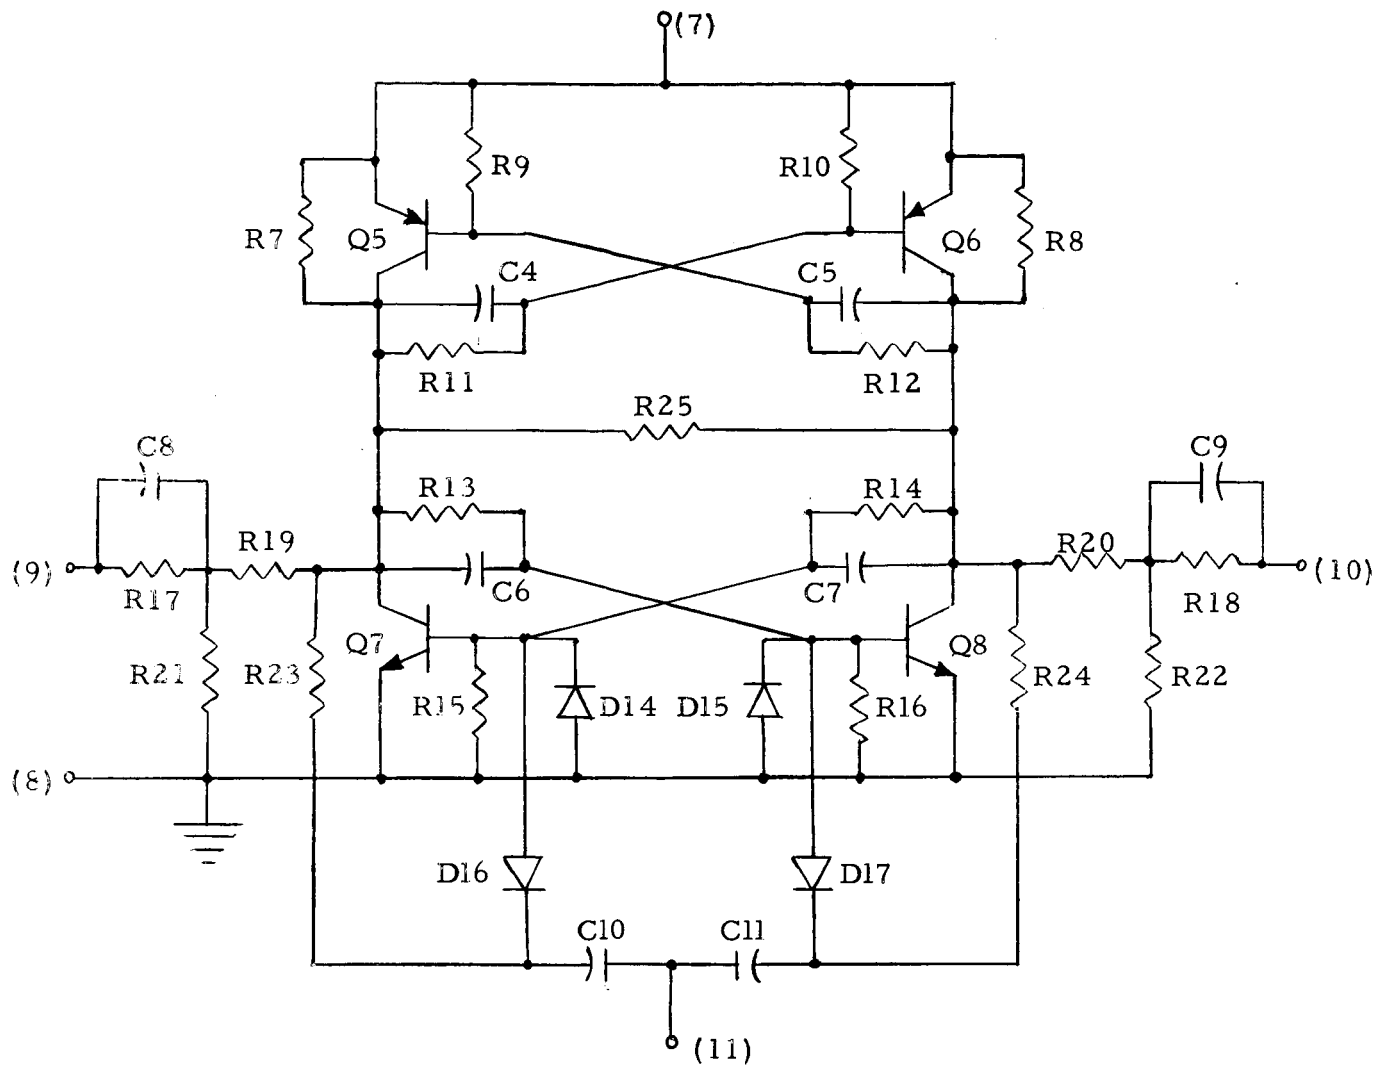 (7)
R9
R10
R7
Q5
Q6
R8
C4
C5
R11
R12
R25
C8
C9
R13
R14
R19
R20
(9)
(10)
R17
C6
C7
R18
Q7
Q8
R21
R23
R24
R22
R15
D14
D15
R16
(8)
D16
D17
C10
C11
(11)